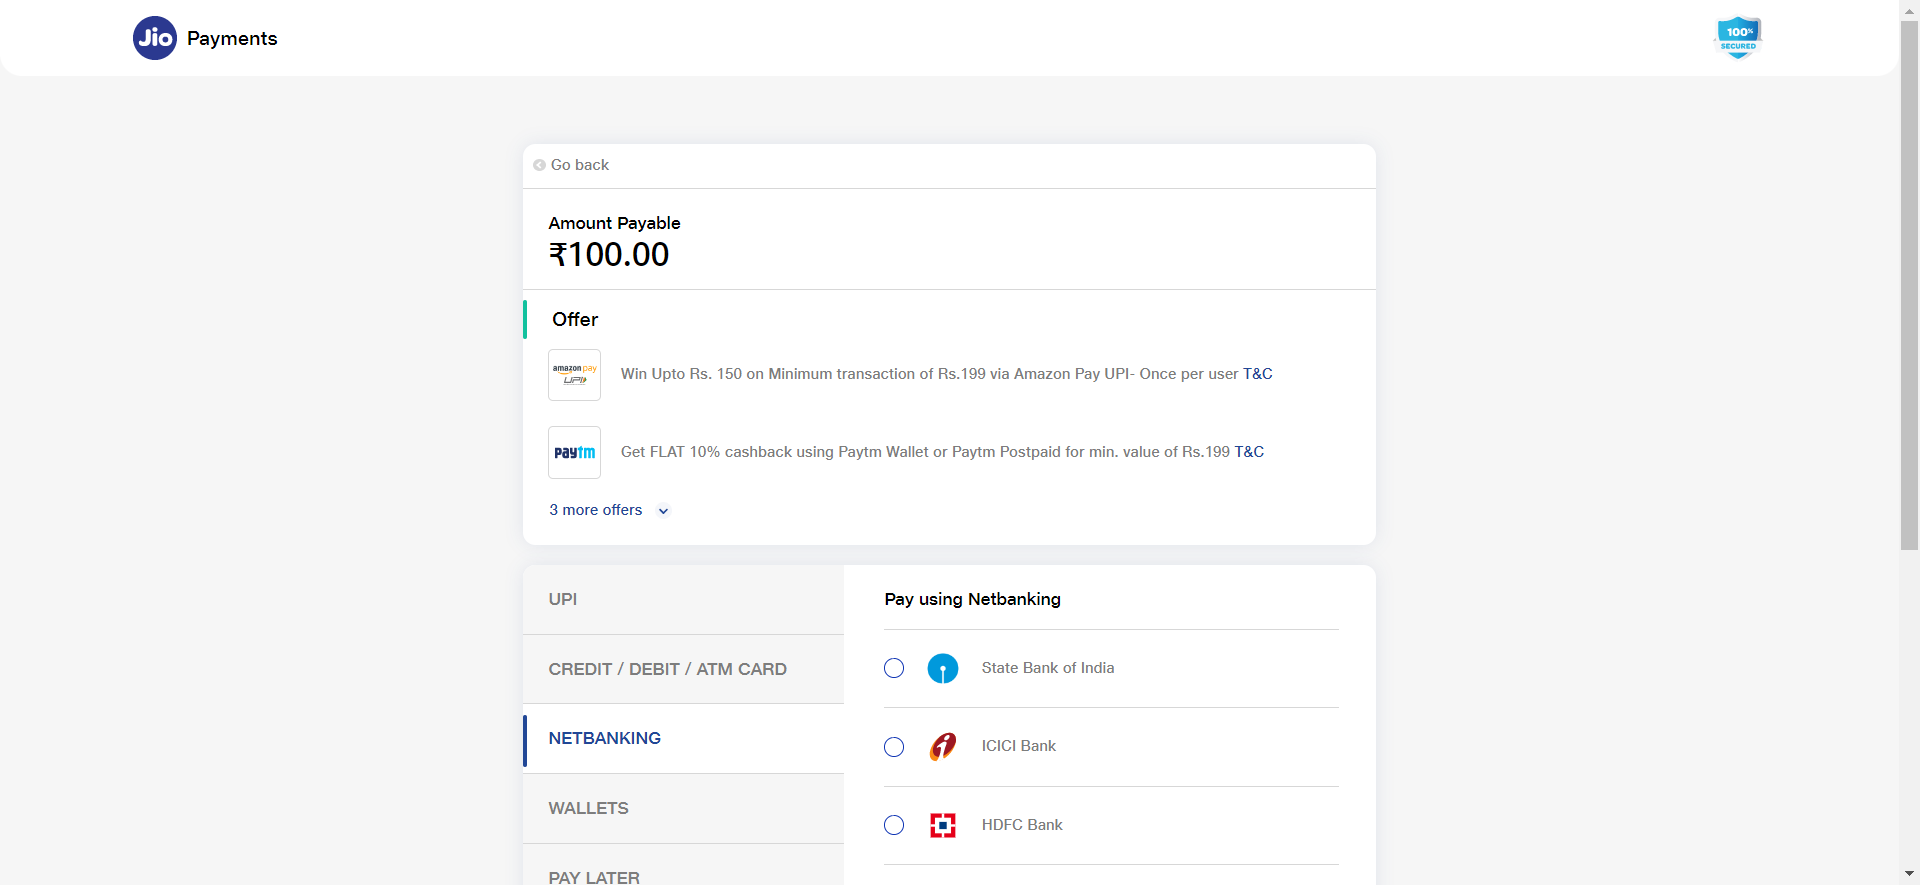 Jio Payments
100%
SECURED
Go back
Amount Payable
₹100.00
Offer
amazon pay
UPI
Win Upto Rs. 150 on Minimum transaction of Rs.199 via Amazon Pay UPI- Once per user T&C
paytm
Get FLAT 10% cashback using Paytm Wallet or Paytm Postpaid for min. value of Rs.199 T&C
3 more offers
UPI
CREDIT / DEBIT / ATM CARD
NETBANKING
WALLETS
PAY LATER
Pay using Netbanking
State Bank of India
ICICI Bank
HDFC Bank